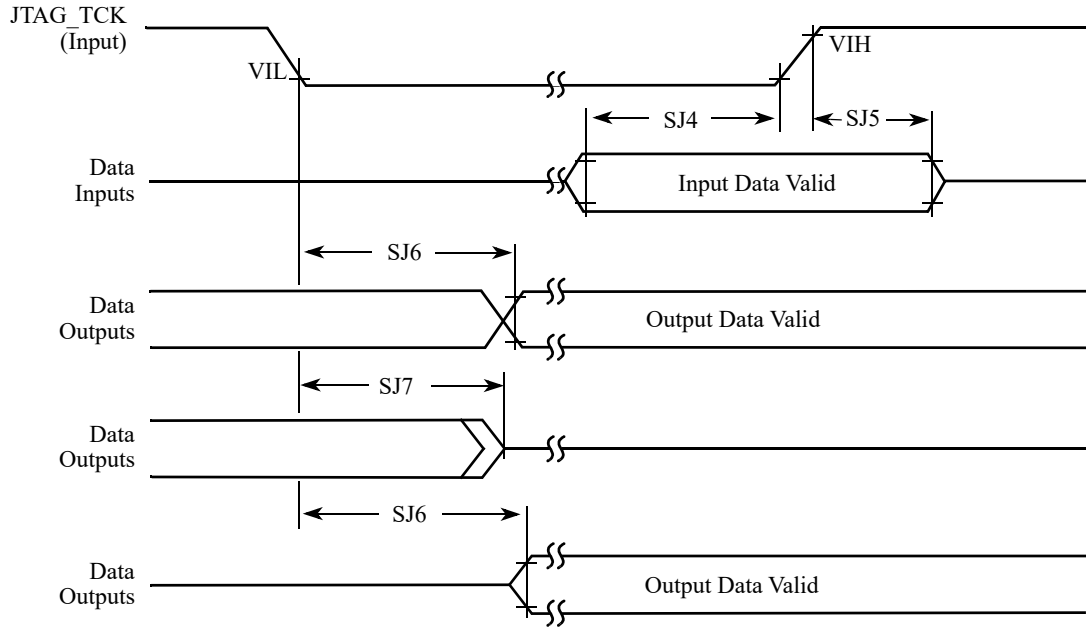 JTAG_TCK
(Input)
VIL
VIH
SJ4
SJ5
Data
Inputs
Input Data Valid
SJ6
Data
Outputs
Output Data Valid
SJ7
Data
Outputs
SJ6
Data
Outputs
Output Data Valid